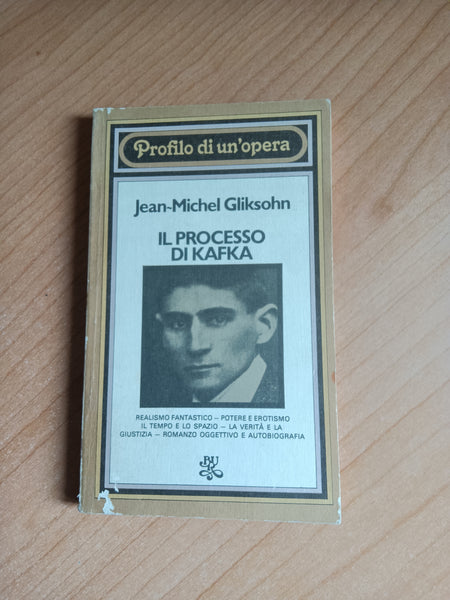 Profilo di un'opera
Jean-Michel Gliksohn
IL PROCESSO
DI KAFKA
REALISMO FANTASTICO — POTERE E EROTISMO
IL TEMPO E LO SPAZIO — LA VERITÀ E LA
GIUSTIZIA — ROMANZO OGGETTIVO E AUTOBIOGRAFIA
BUR